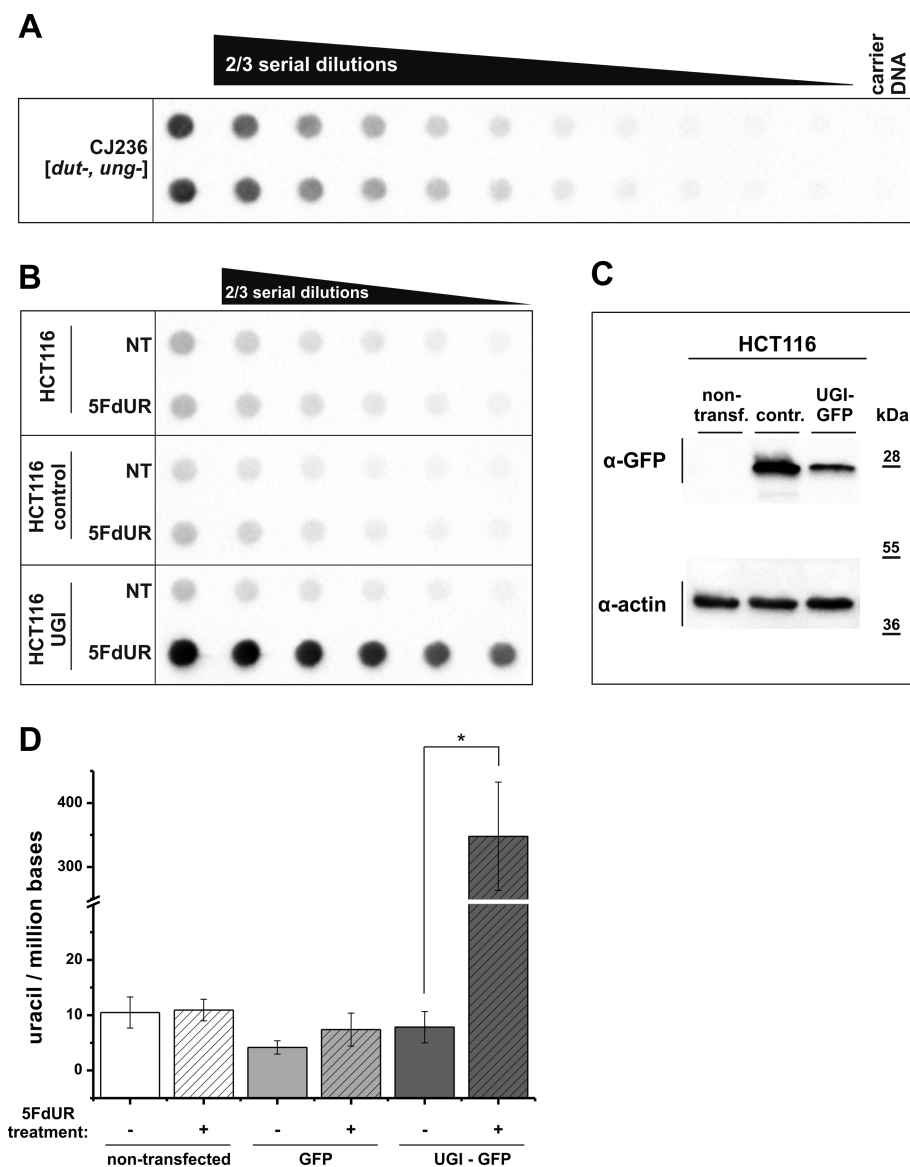 A
2/3 serial dilutions
carrier
DNA
CJ236
[dut-, ung-]
B
2/3 serial dilutions
HCT116
NT
5FdUR
HCT116
control
NT
5FdUR
HCT116
UGI
NT
5FdUR
C
HCT116
non-
transf.
contr.
UGI-
GFP
kDa
α-GFP
28
55
α-actin
36
D
*
uracil / million bases
400
300
20
10
0
5FdUR
treatment:
- + - + - +
non-transfected GFP UGI - GFP